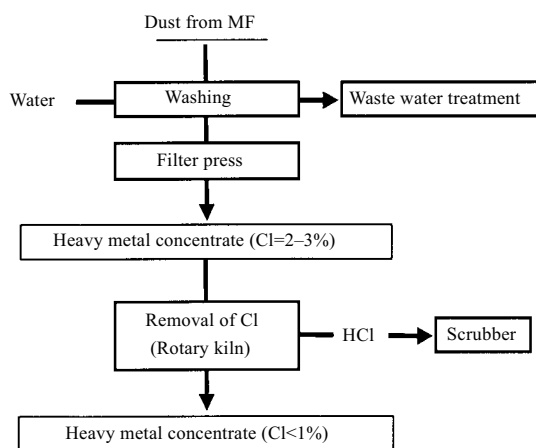 Dust from MF
Water
Washing
Waste water treatment
Filter press
Heavy metal concentrate (Cl=2–3%)
Removal of Cl
(Rotary kiln)
HCl
Scrubber
Heavy metal concentrate (Cl<1%)